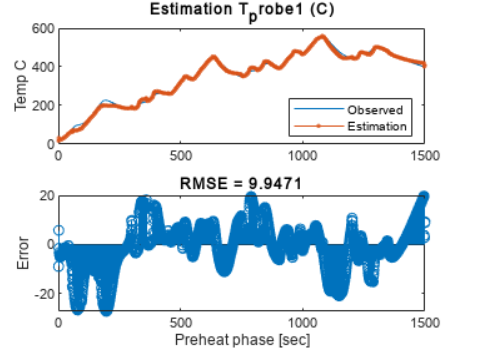 Estimation T_probe1 (C)
600
400
200
0
Temp C
Observed
Estimation
0
500
1000
1500
RMSE = 9.9471
20
0
-20
Error
0
500
1000
1500
Preheat phase [sec]